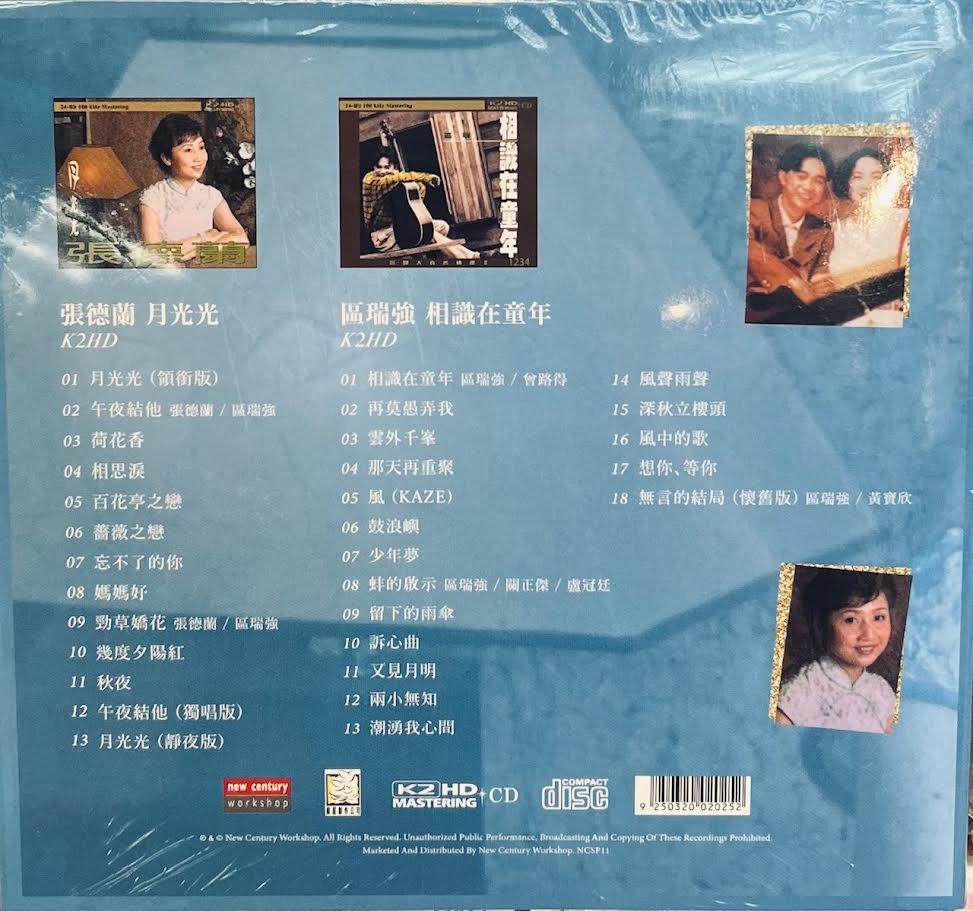 24-Bit 100 kHz Mastering
K2HD
MASTERING
月光光
張德蘭
24-Bit 100 kHz Mastering
K2HD
MASTERING
CD
相識在童年
1234
張德蘭 月光光
K2HD
01 月光光（領銜版）
02 午夜結他 張德蘭 / 區瑞強
03 荷花香
04 相思淚
05 百花亭之戀
06 薔薇之戀
07 忘不了的你
08 媽媽好
09 勁草嬌花 張德蘭 / 區瑞強
10 幾度夕陽紅
11 秋夜
12 午夜結他（獨唱版）
13 月光光（靜夜版）
區瑞強 相識在童年
K2HD
01 相識在童年 區瑞強 / 曾路得
02 再莫愚弄我
03 雲外千峯
04 那天再重聚
05 風（KAZE）
06 鼓浪嶼
07 少年夢
08 蚌的啟示 區瑞強 / 關正傑 / 盧冠廷
09 留下的雨傘
10 訴心曲
11 又見月明
12 兩小無知
13 潮湧我心間
14 風聲雨聲
15 深秋立樓頭
16 風中的歌
17 想你、等你
18 無言的結局（懷舊版）區瑞強 / 黃寶欣
new century
workshop
K2HD
MASTERING
+CD
COMPACT
disc
9 250320 020252
℗ & © New Century Workshop. All Rights Reserved. Unauthorized Public Performance, Broadcasting And Copying Of These Recordings Prohibited.
Marketed And Distributed By New Century Workshop. NCSP11